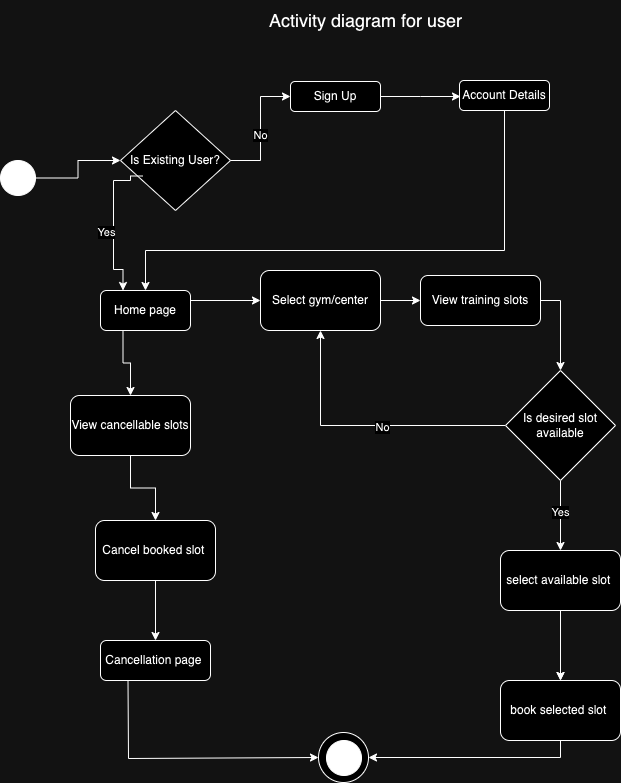 Activity diagram for user
Sign Up
Account Details
Is Existing User?
No
Yes
Home page
Select gym/center
View training slots
View cancellable slots
No
Is desired slot
available
Yes
Cancel booked slot
select available slot
Cancellation page
book selected slot